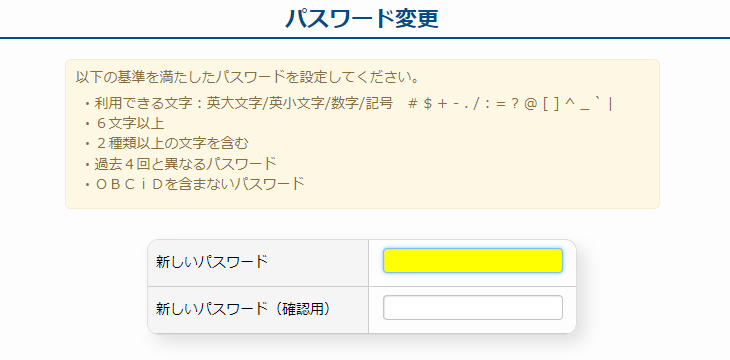 パスワード変更
以下の基準を満たしたパスワードを設定してください。
・利用できる文字：英大文字/英小文字/数字/記号　# $ + - . / : = ? @ [ ] ^ _ ` |
・６文字以上
・２種類以上の文字を含む
・過去４回と異なるパスワード
・ＯＢＣｉＤを含まないパスワード
新しいパスワード
新しいパスワード（確認用）